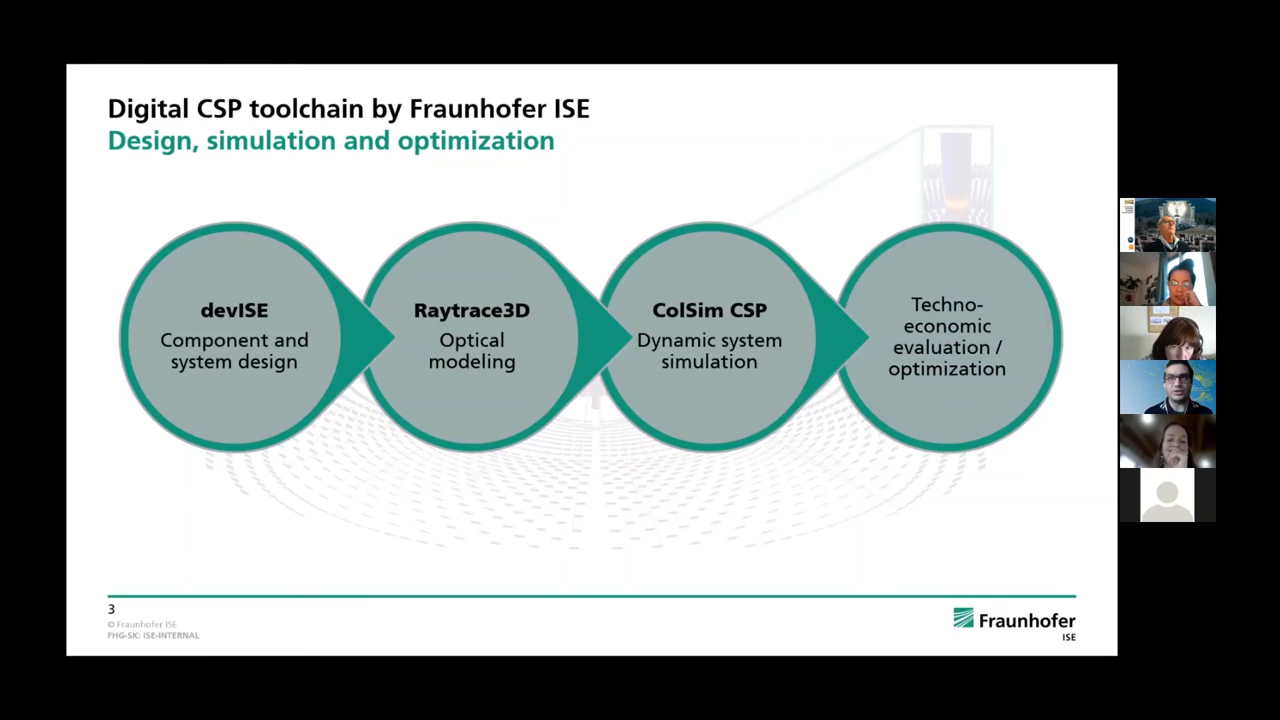 Digital CSP toolchain by Fraunhofer ISE
Design, simulation and optimization
devISE
Component and
system design
Raytrace3D
Optical
modeling
ColSim CSP
Dynamic system
simulation
Techno-
economic
evaluation /
optimization
3
© Fraunhofer ISE
FHG-SK: ISE-INTERNAL
Fraunhofer
ISE